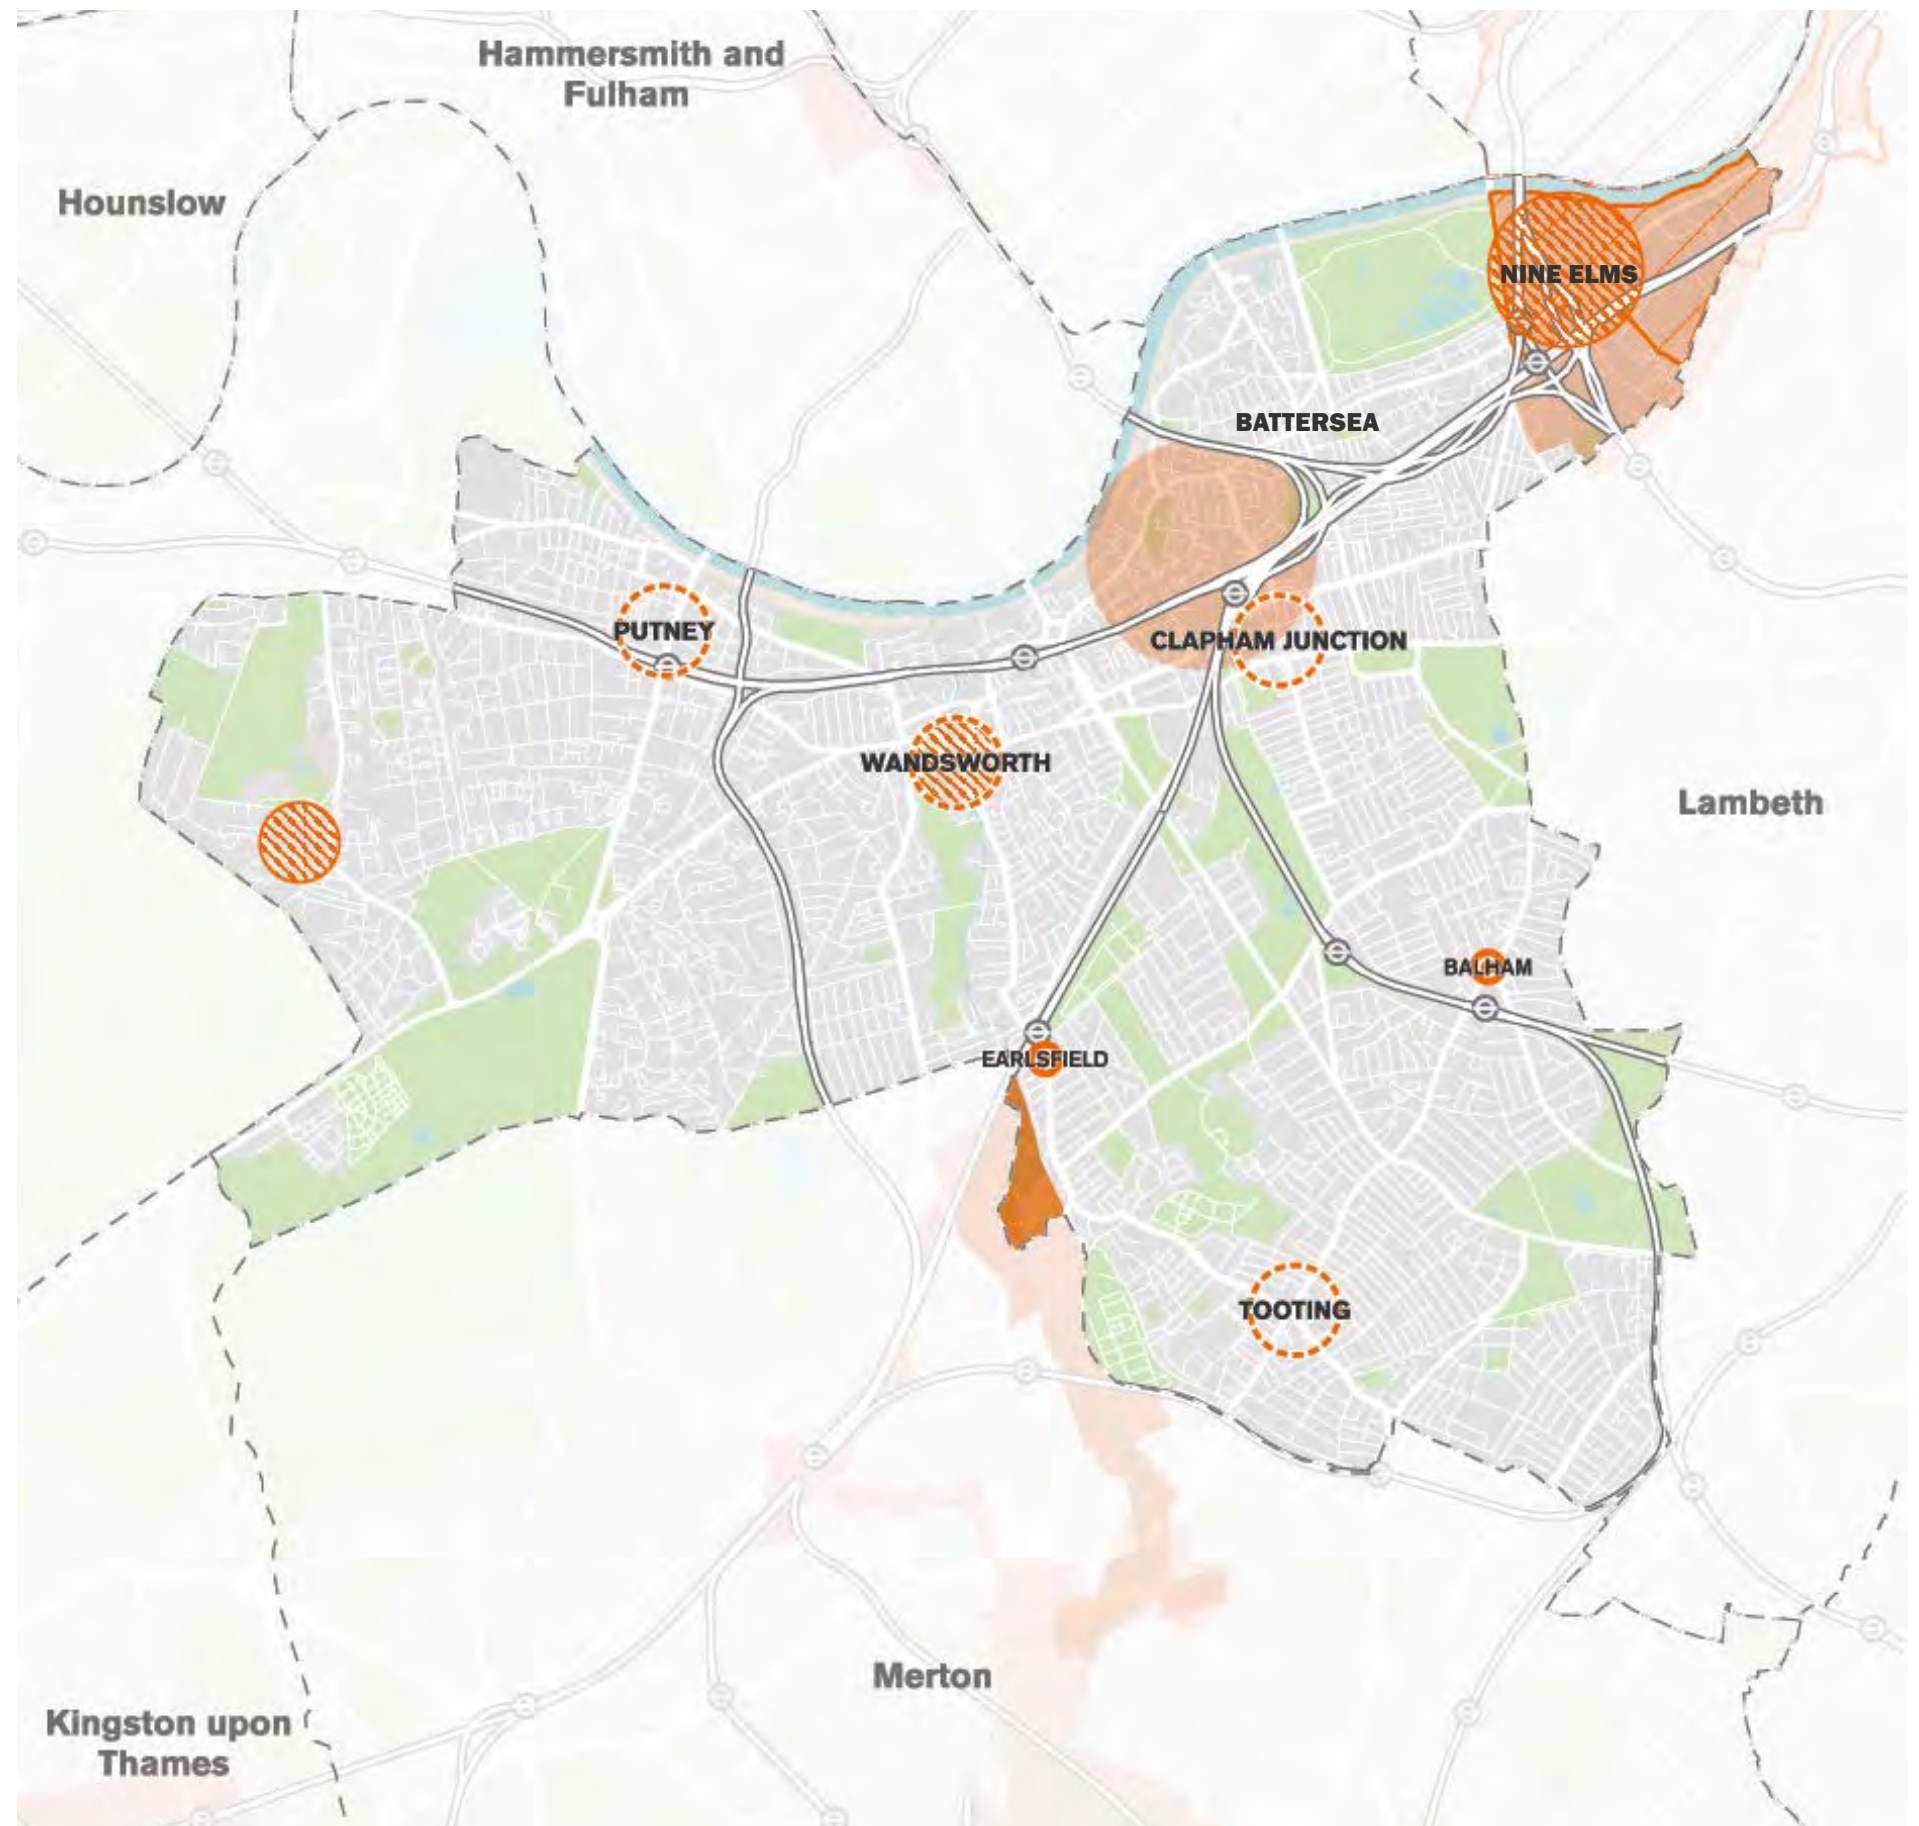 Hammersmith and
Fulham
Hounslow
NINE ELMS
BATTERSEA
PUTNEY
CLAPHAM JUNCTION
WANDSWORTH
Lambeth
BALHAM
EARLSFIELD
TOOTING
Merton
Kingston upon
Thames